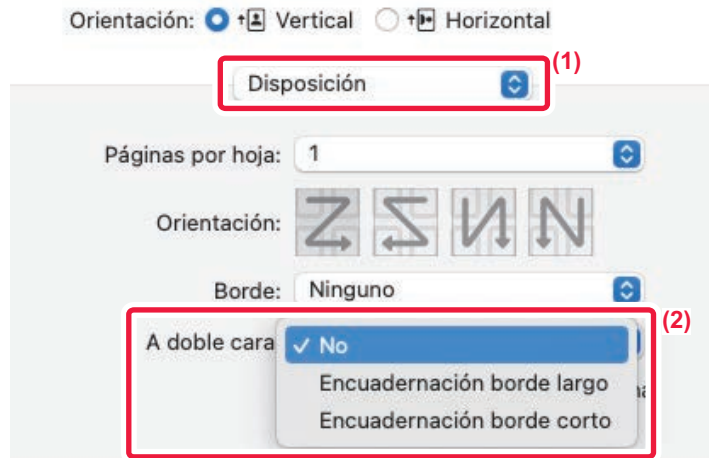 Orientación: Vertical Horizontal
(1)
Disposición
Páginas por hoja: 1
Orientación:
Borde: Ninguno
(2)
A doble cara ✓ No
Encuadernación borde largo
Encuadernación borde corto